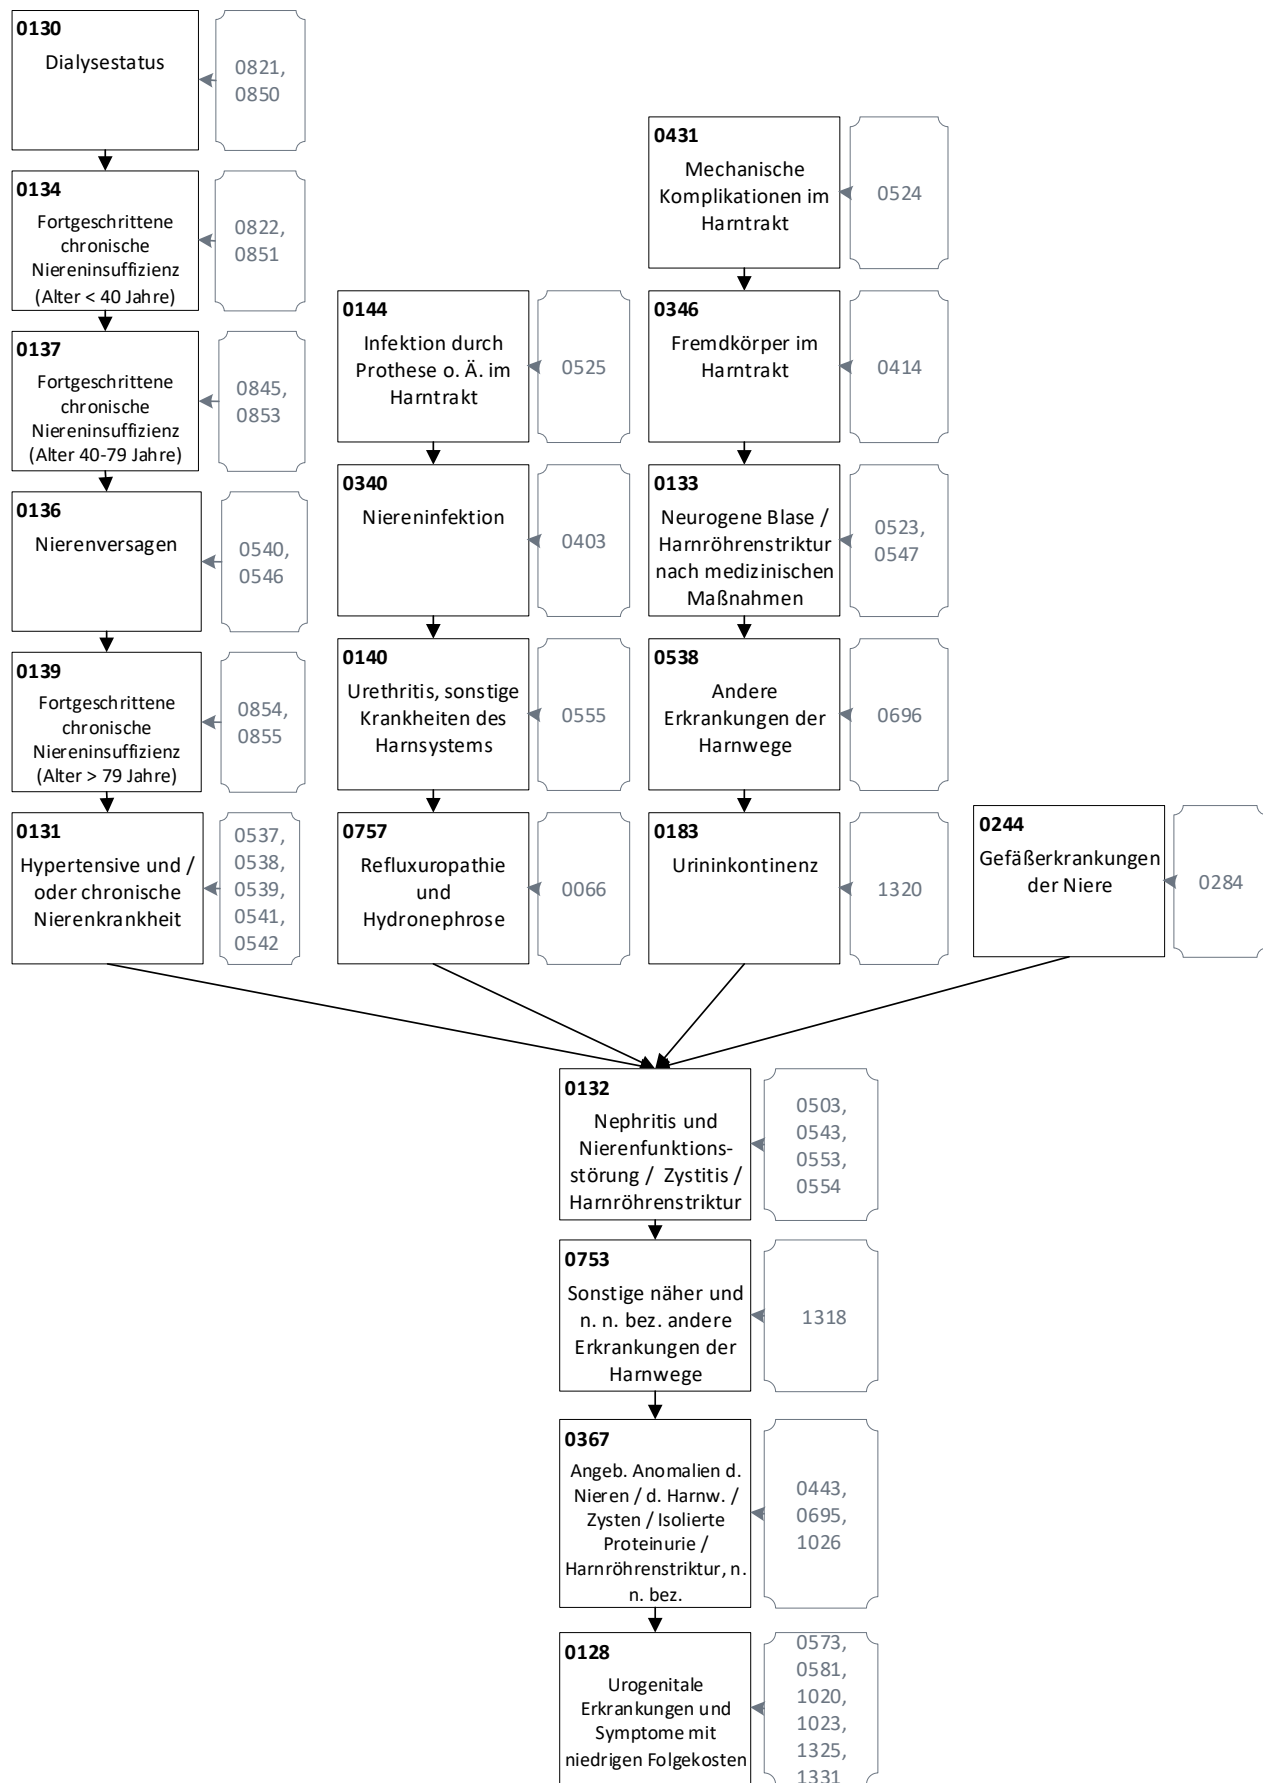 0130
Dialysestatus
0821,
0850
0134
Fortgeschrittene
chronische
Niereninsuffizienz
(Alter < 40 Jahre)
0822,
0851
0137
Fortgeschrittene
chronische
Niereninsuffizienz
(Alter 40-79 Jahre)
0845,
0853
0136
Nierenversagen
0540,
0546
0139
Fortgeschrittene
chronische
Niereninsuffizienz
(Alter > 79 Jahre)
0854,
0855
0131
Hypertensive und /
oder chronische
Nierenkrankheit
0537,
0538,
0539,
0541,
0542
0144
Infektion durch
Prothese o. Ä. im
Harntrakt
0525
0340
Niereninfektion
0403
0140
Urethritis, sonstige
Krankheiten des
Harnsystems
0555
0757
Refluxuropathie
und
Hydronephrose
0066
0431
Mechanische
Komplikationen im
Harntrakt
0524
0346
Fremdkörper im
Harntrakt
0414
0133
Neurogene Blase /
Harnröhrenstriktur
nach medizinischen
Maßnahmen
0523,
0547
0538
Andere
Erkrankungen der
Harnwege
0696
0183
Urininkontinenz
1320
0244
Gefäßerkrankungen
der Niere
0284
0132
Nephritis und
Nierenfunktions-
störung / Zystitis /
Harnröhrenstriktur
0503,
0543,
0553,
0554
0753
Sonstige näher und
n. n. bez. andere
Erkrankungen der
Harnwege
1318
0367
Angeb. Anomalien d.
Nieren / d. Harnw. /
Zysten / Isolierte
Proteinurie /
Harnröhrenstriktur, n.
n. bez.
0443,
0695,
1026
0128
Urogenitale
Erkrankungen und
Symptome mit
niedrigen Folgekosten
0573,
0581,
1020,
1023,
1325,
1331